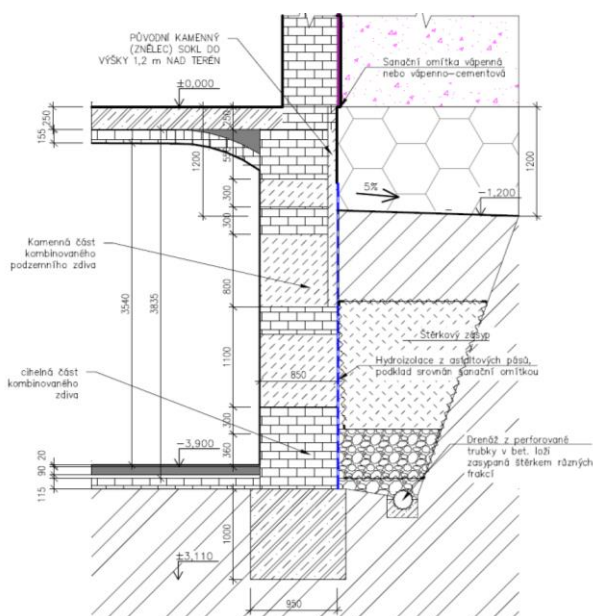 PŮVODNÍ KAMENNÝ
(ZNĚLEC) SOKL DO
VÝŠKY 1,2 m NAD TERÉN
Sanační omítka vápenná
nebo vápenno-cementová
±0,000
250
155
250
1200
1200
5%
-1,200
300
300
Kamenná část
kombinovaného
podzemního zdiva
800
3540
3835
Štěrkový zásyp
1100
850
Hydroizolace z asfaltových pásů,
podklad srovnán sanační omítkou
cihelná část
kombinovaného
zdiva
300
360
-3,900
20
90
115
Drenáž z perforované
trubky v bet. loži
zasypaná štěrkem různých
frakcí
1000
±3,110
950